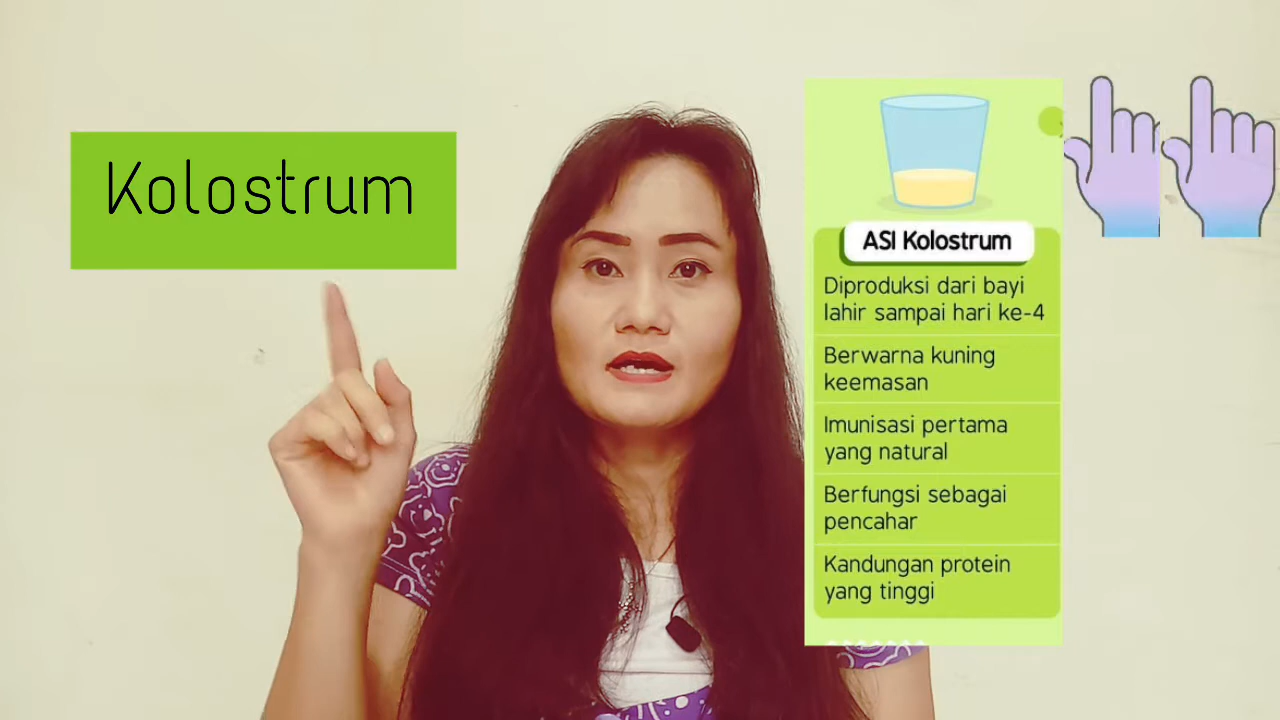 Kolostrum
ASI Kolostrum
Diproduksi dari bayi
lahir sampai hari ke-4
Berwarna kuning
keemasan
Imunisasi pertama
yang natural
Berfungsi sebagai
pencahar
Kandungan protein
yang tinggi